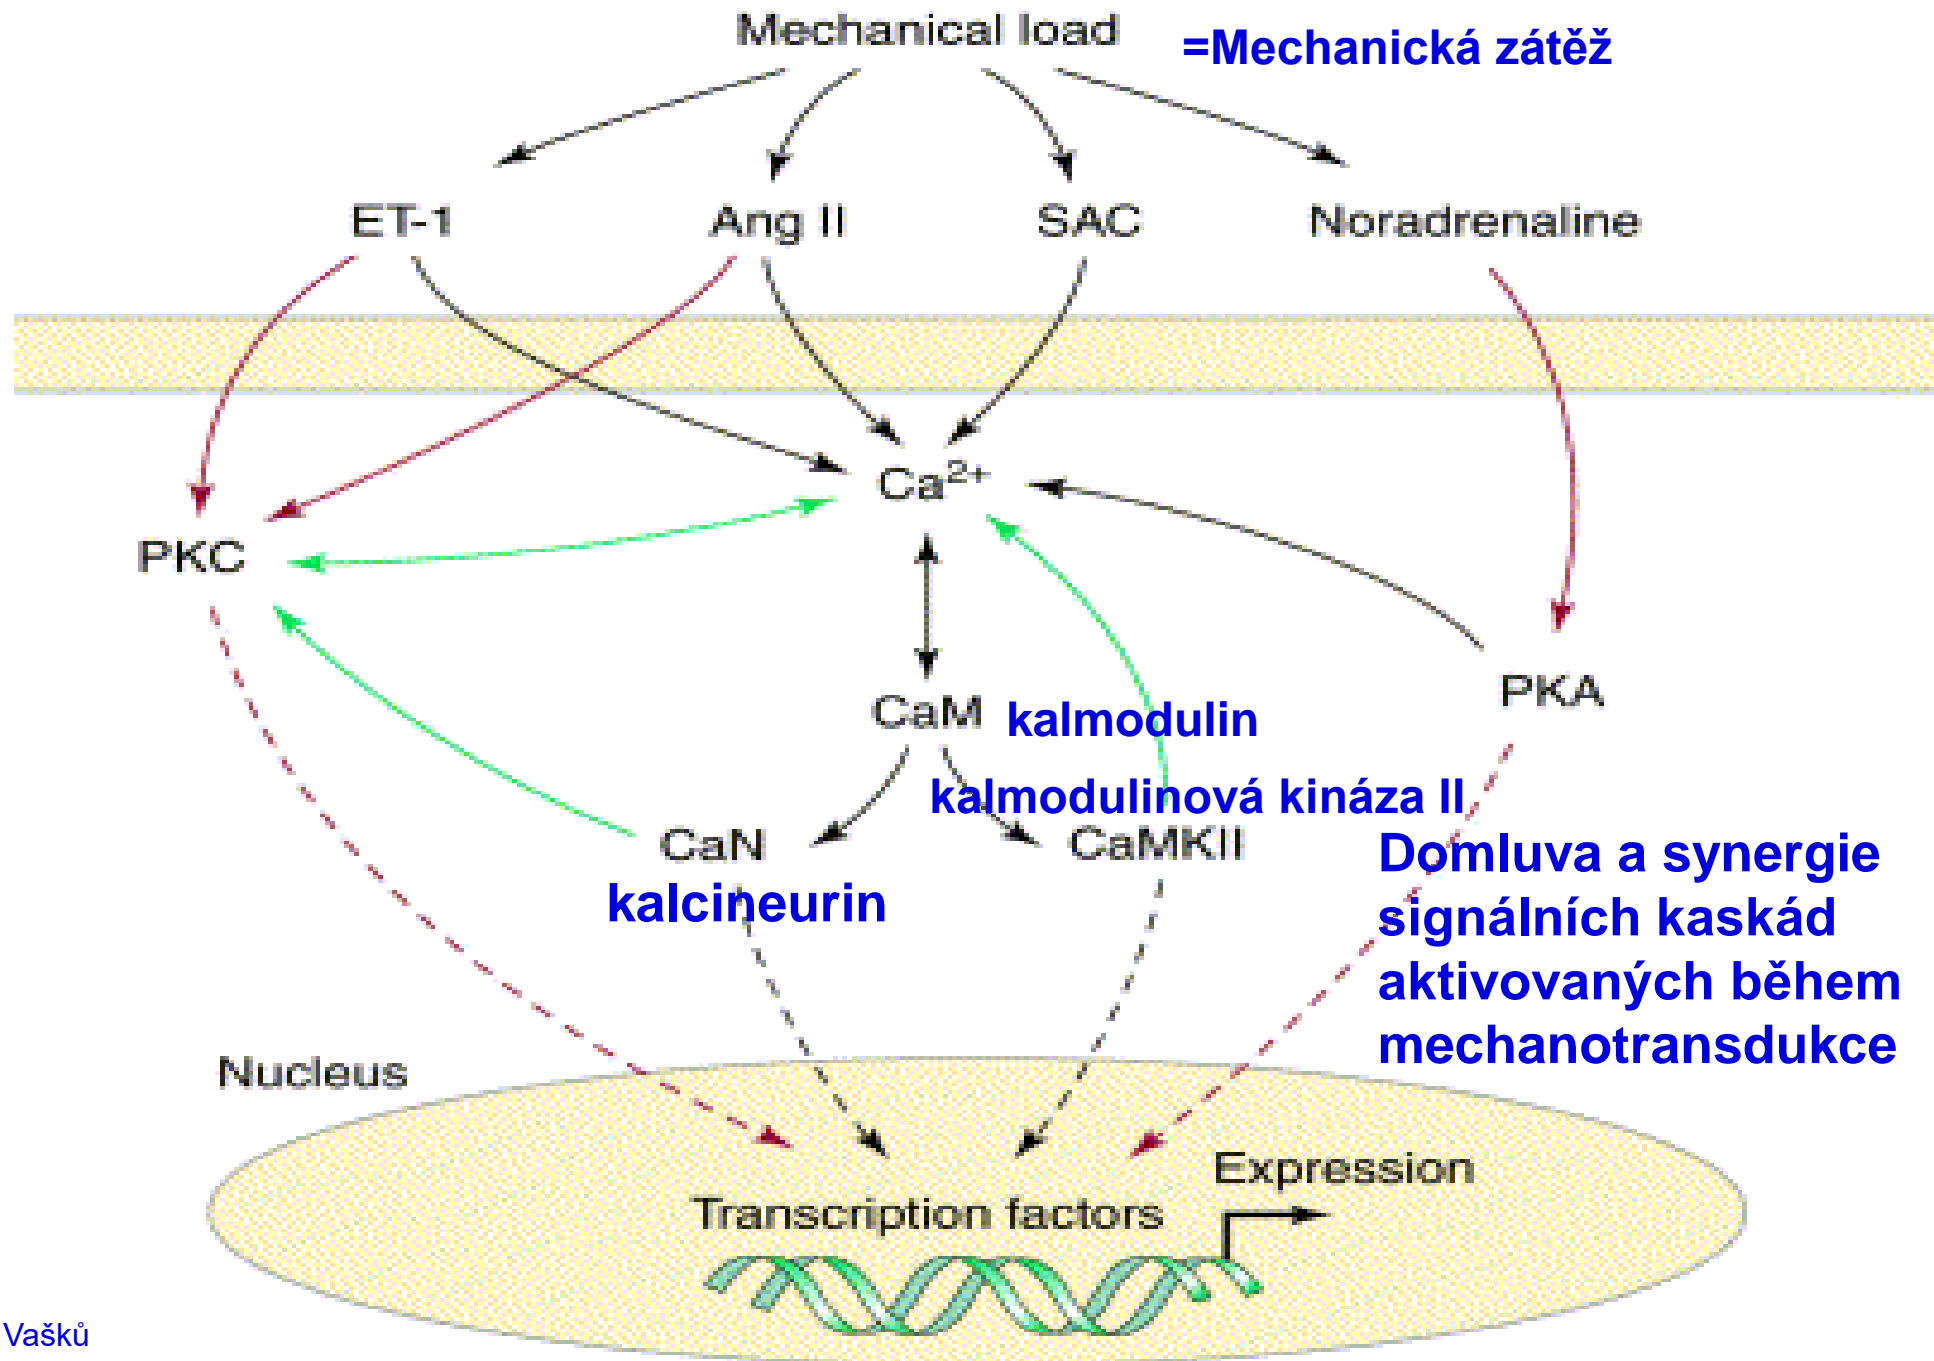 Mechanical load
=Mechanická zátěž
ET-1
Ang II
SAC
Noradrenaline
Ca²⁺
PKC
PKA
CaM
kalmodulin
kalmodulinová kináza II
CaN
CaMKII
kalcineurin
Domluva a synergie
signálních kaskád
aktivovaných během
mechanotransdukce
Nucleus
Expression
Transcription factors
Vašků